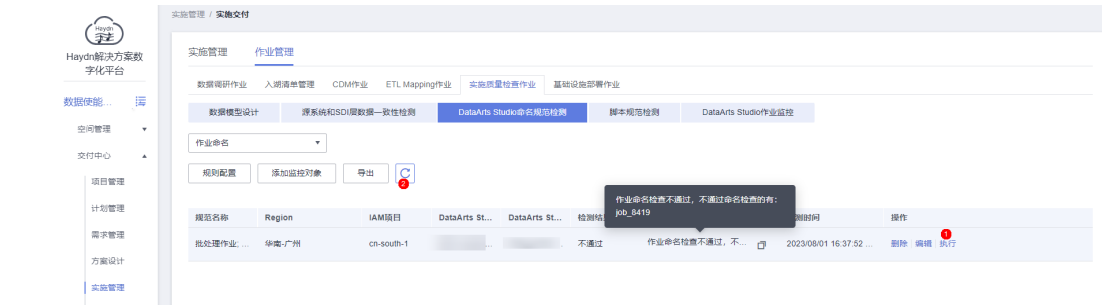 实施管理 / 实施交付
Haydn
Haydn解决方案数
字化平台
数据使能...
空间管理
交付中心
项目管理
计划管理
需求管理
方案设计
实施管理
实施管理 作业管理
数据调研作业 入湖清单管理 CDM作业 ETL Mapping作业 实施质量检查作业 基础设施部署作业
数据模型设计 源系统和SDI层数据一致性检测 DataArts Studio命名规范检测 脚本规范检测 DataArts Studio作业监控
作业命名
规则配置 添加监控对象 导出
2
作业命名检查不通过，不通过命名检查的有：
job_8419
规范名称 Region IAM项目 DataArts St... DataArts St... 检测结 测时间 操作
1
批处理作业; ... 华南-广州 cn-south-1 ... . 不通过 作业命名检查不通过，不... 2023/08/01 16:37:52 ... 删除 编辑 执行